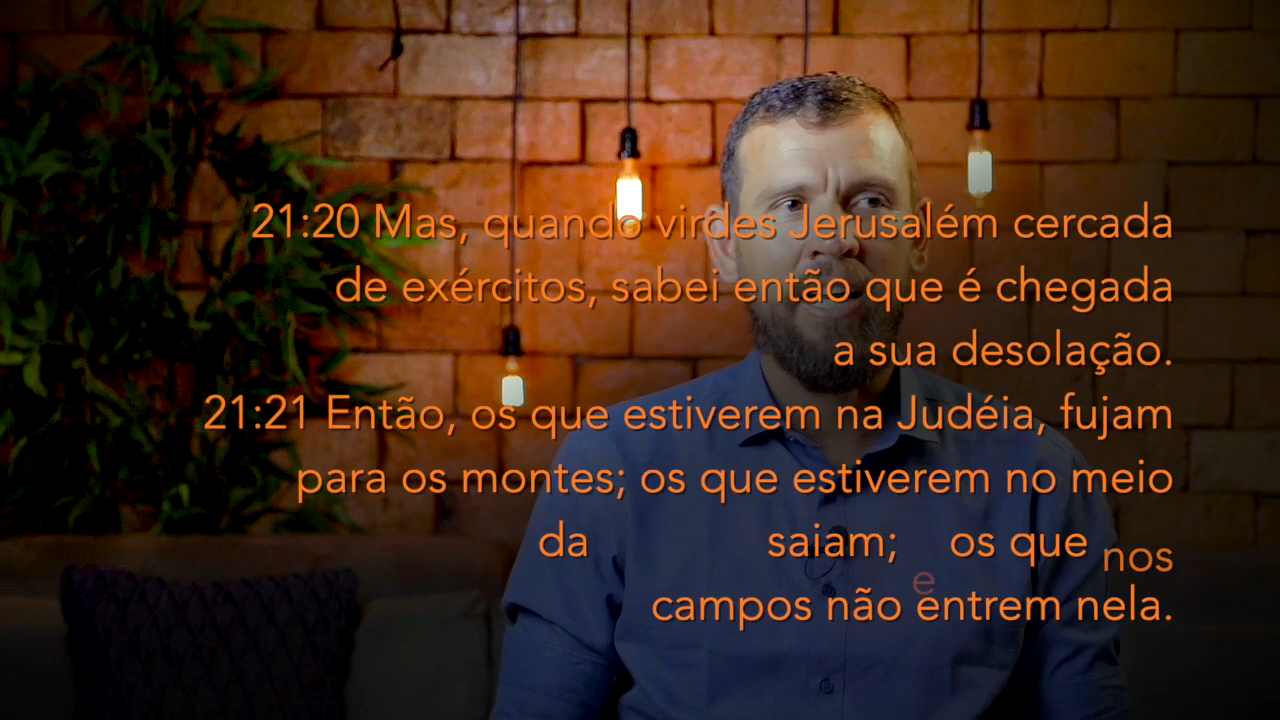 21:20 Mas, quando virdes Jerusalém cercada
de exércitos, sabei então que é chegada
a sua desolação.
21:21 Então, os que estiverem na Judéia, fujam
para os montes; os que estiverem no meio
da saiam; e os que nos
campos não entrem nela.